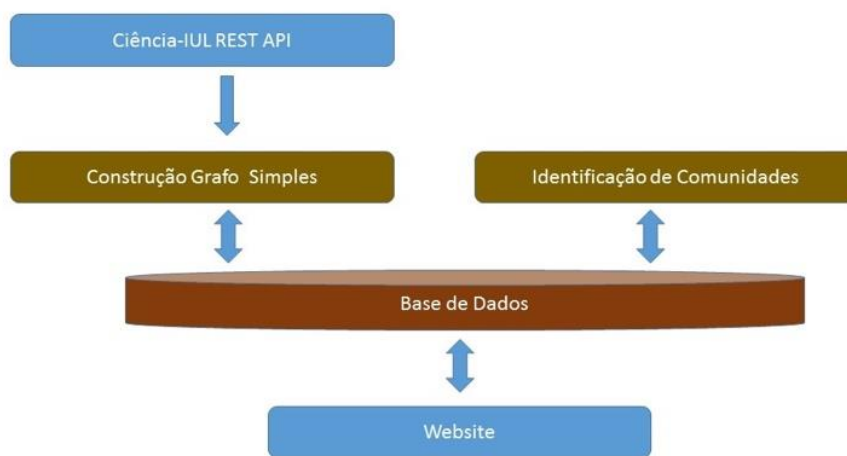 Ciência-IUL REST API
Construção Grafo Simples
Identificação de Comunidades
Base de Dados
Website